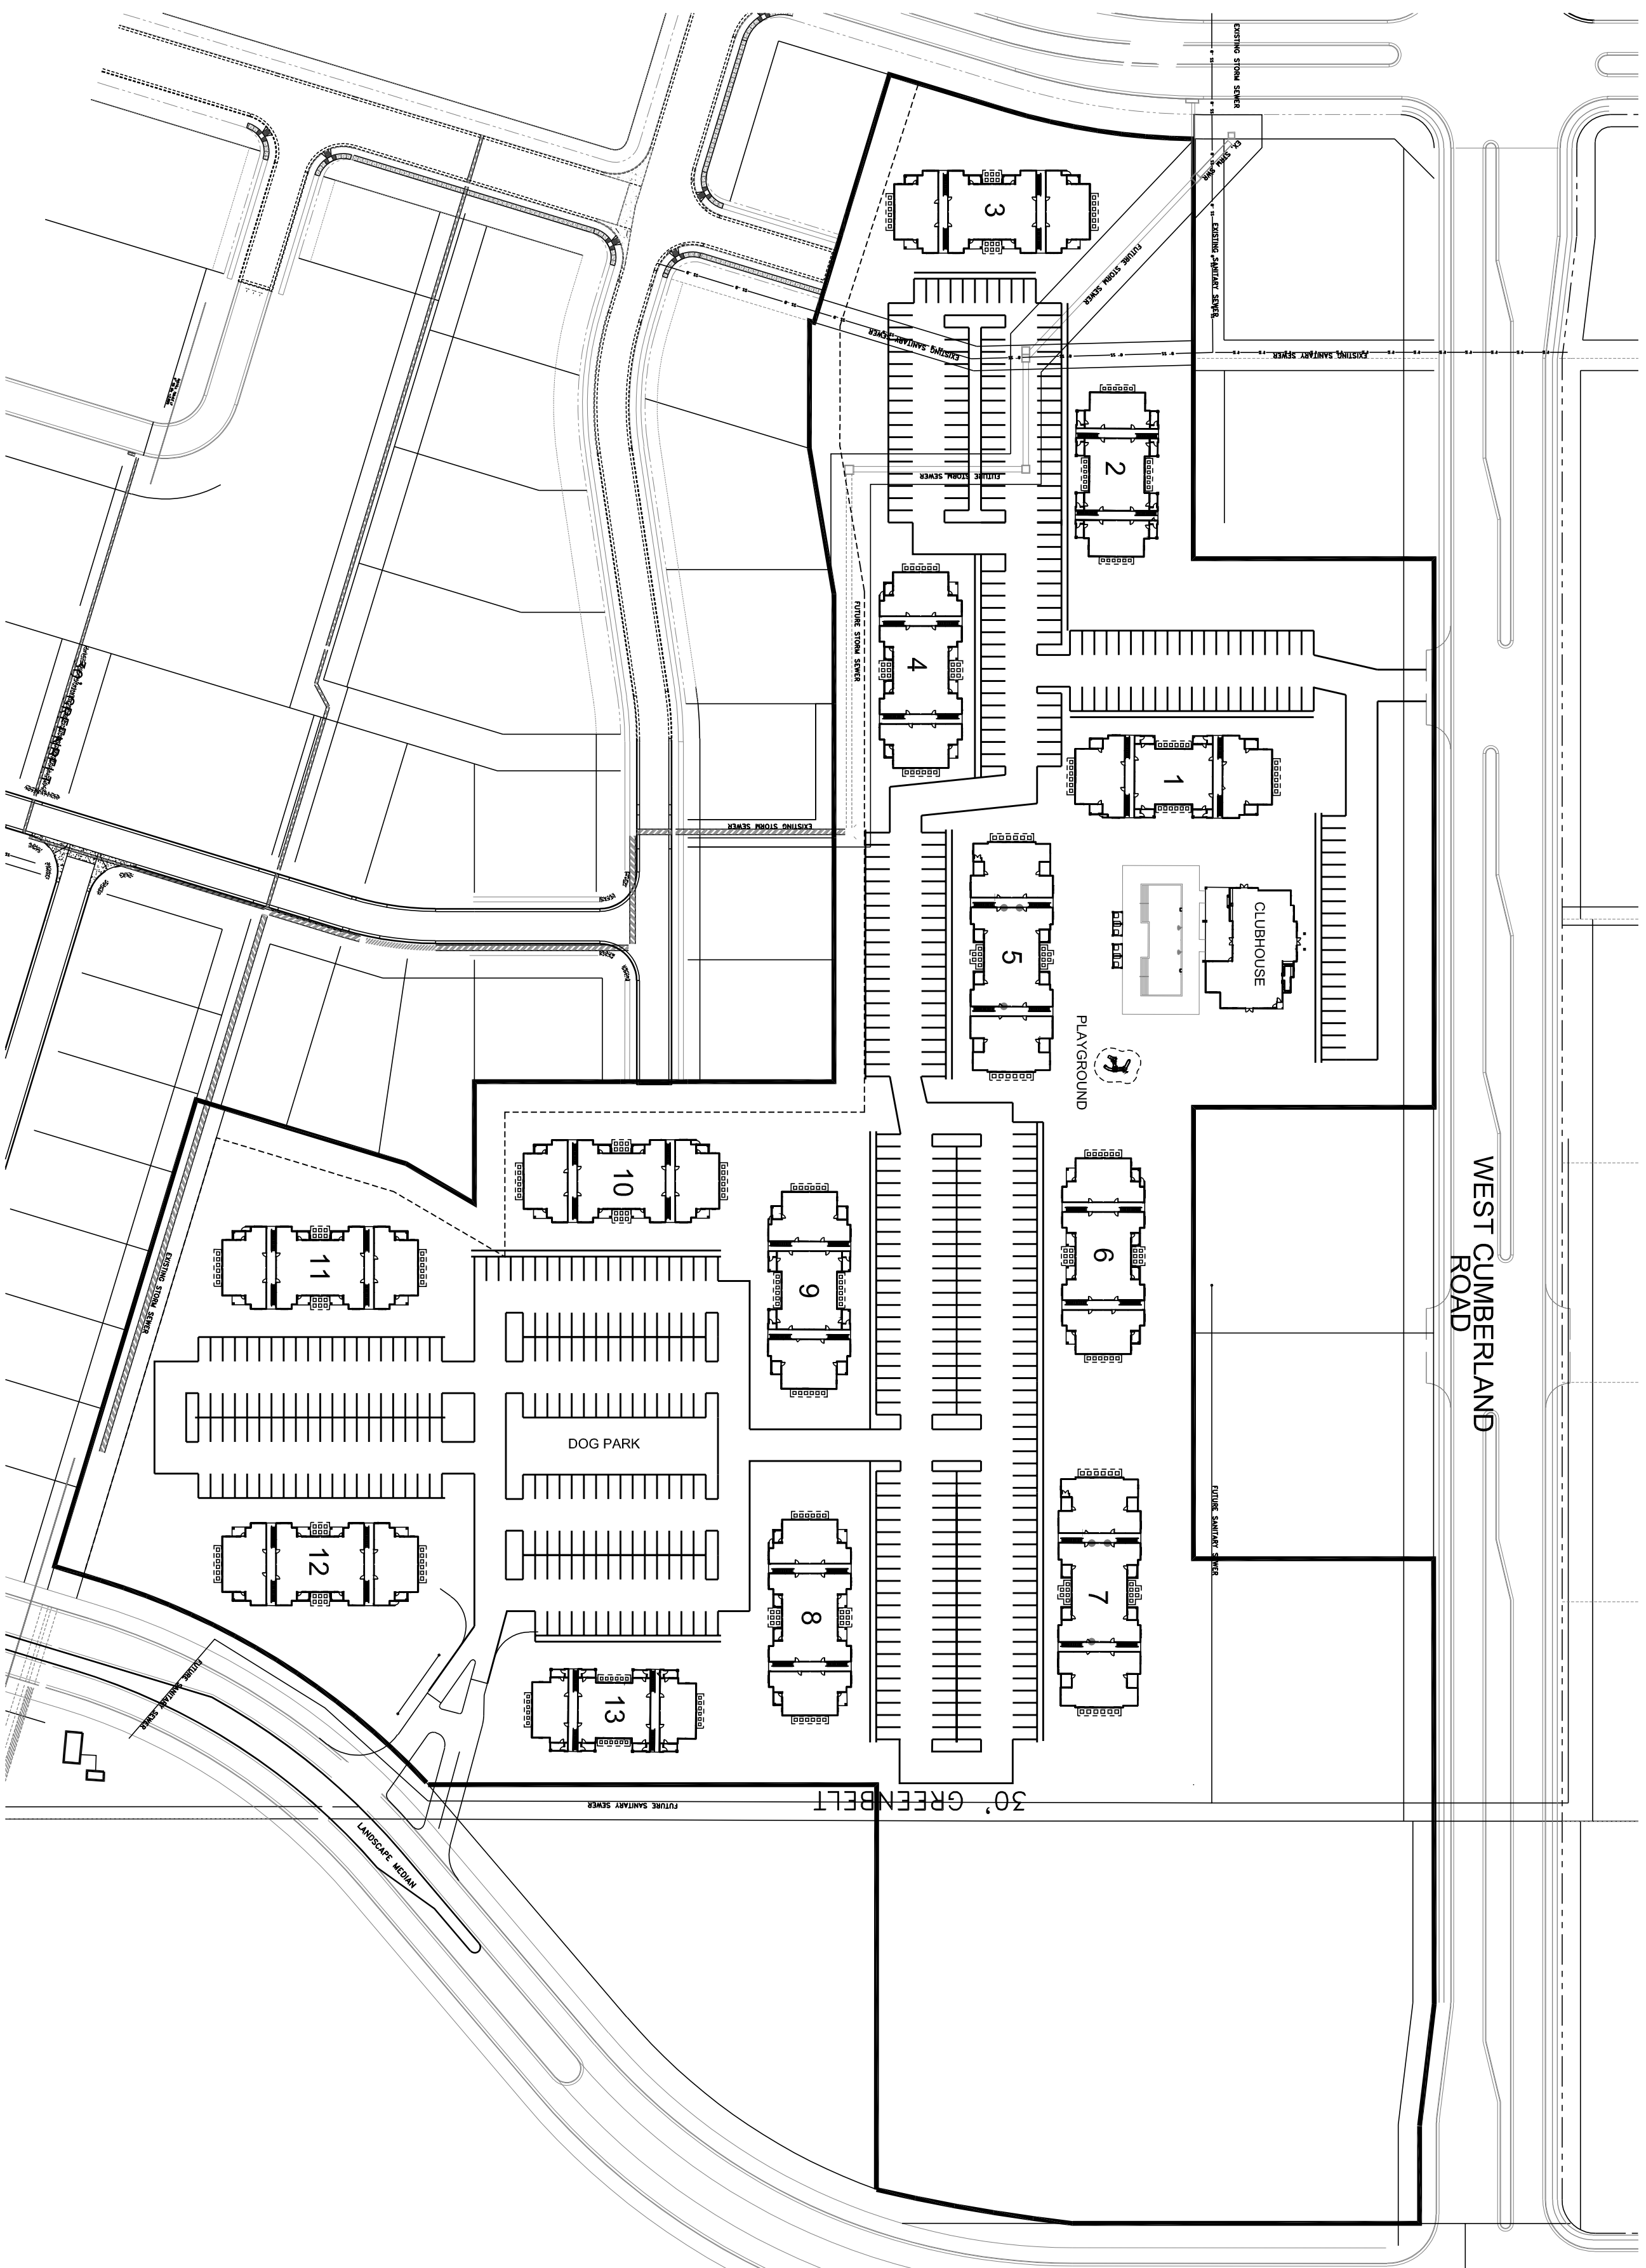 EXISTING STORM SEWER
EX. STRM SWR
3
FUTURE STORM SEWER
EXISTING SANITARY SEWER
EXISTING SANITARY SEWER
EXISTING SANITARY SEWER
2
FUTURE STORM SEWER
FUTURE STORM SEWER
4
1
EXISTING STORM SEWER
5
CLUBHOUSE
PLAYGROUND
10
9
6
11
WEST CUMBERLAND
ROAD
EXISTING STORM SEWER
DOG PARK
12
8
7
FUTURE SANITARY SEWER
13
FUTURE SANITARY SEWER
30' GREENBELT
FUTURE SANITARY SEWER
LANDSCAPE MEDIAN